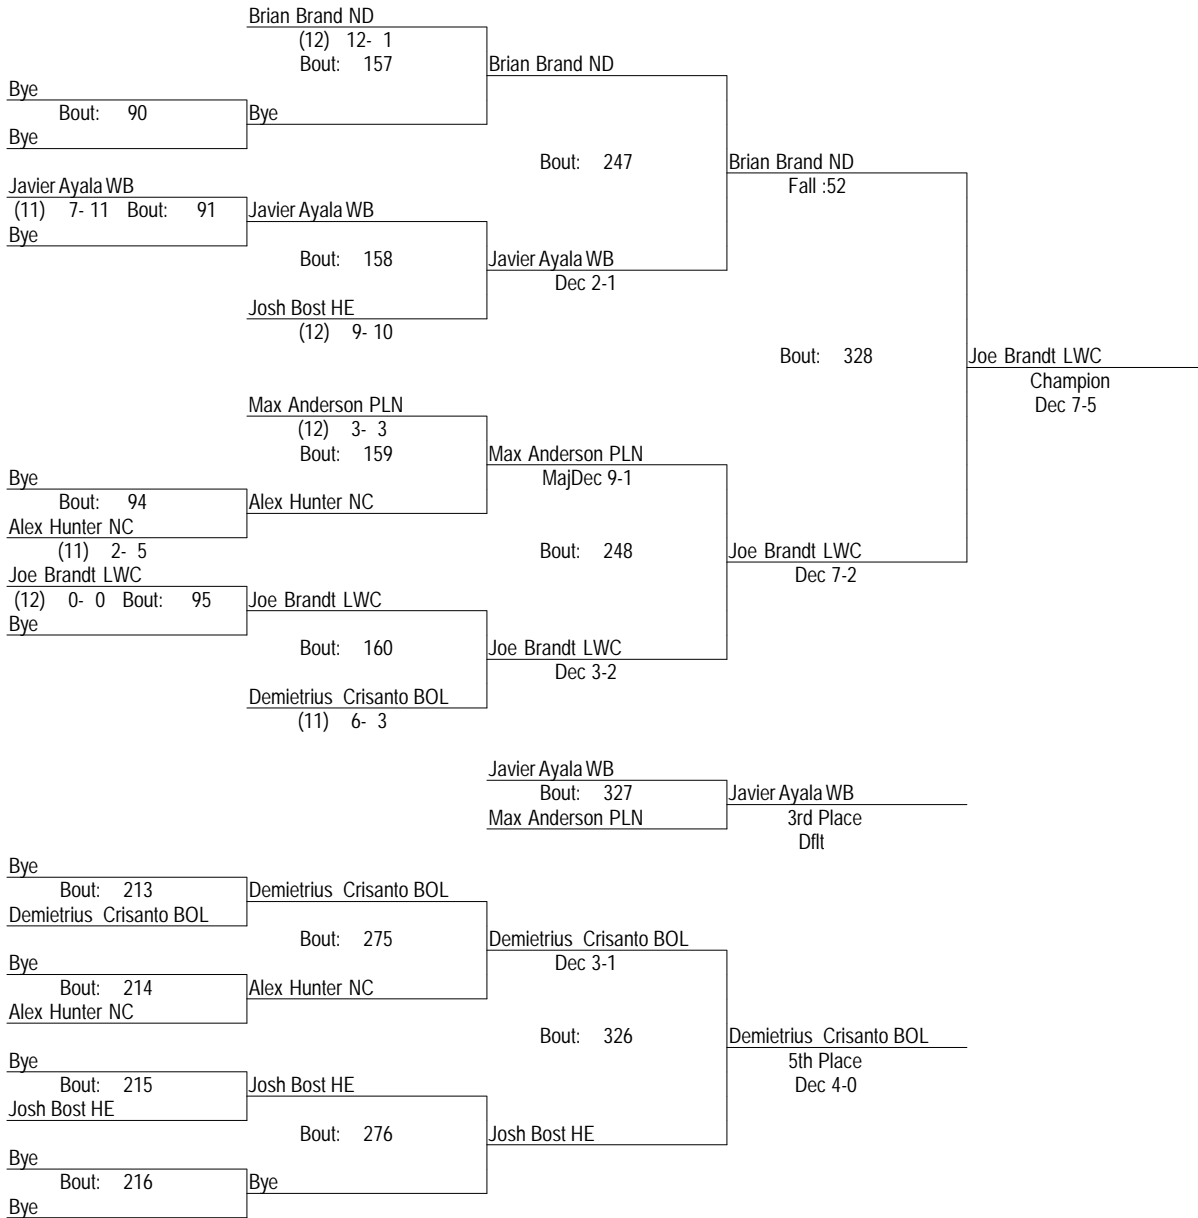 Brian Brand ND
(12) 12- 1
Bout: 157
Brian Brand ND
Bye
Bout: 90
Bye
Bye
Bout: 247
Brian Brand ND
Fall :52
Javier Ayala WB
(11) 7- 11 Bout: 91
Javier Ayala WB
Bye
Bout: 158
Javier Ayala WB
Dec 2-1
Josh Bost HE
(12) 9- 10
Bout: 328
Joe Brandt LWC
Champion
Dec 7-5
Max Anderson PLN
(12) 3- 3
Bout: 159
Max Anderson PLN
MajDec 9-1
Bye
Bout: 94
Alex Hunter NC
Alex Hunter NC
(11) 2- 5
Bout: 248
Joe Brandt LWC
Dec 7-2
Joe Brandt LWC
(12) 0- 0 Bout: 95
Joe Brandt LWC
Bye
Bout: 160
Joe Brandt LWC
Dec 3-2
Demietrius Crisanto BOL
(11) 6- 3
Javier Ayala WB
Bout: 327
Javier Ayala WB
Max Anderson PLN
3rd Place
Dflt
Bye
Bout: 213
Demietrius Crisanto BOL
Demietrius Crisanto BOL
Bout: 275
Demietrius Crisanto BOL
Dec 3-1
Bye
Bout: 214
Alex Hunter NC
Alex Hunter NC
Bout: 326
Demietrius Crisanto BOL
5th Place
Dec 4-0
Bye
Bout: 215
Josh Bost HE
Josh Bost HE
Bout: 276
Josh Bost HE
Bye
Bout: 216
Bye
Bye